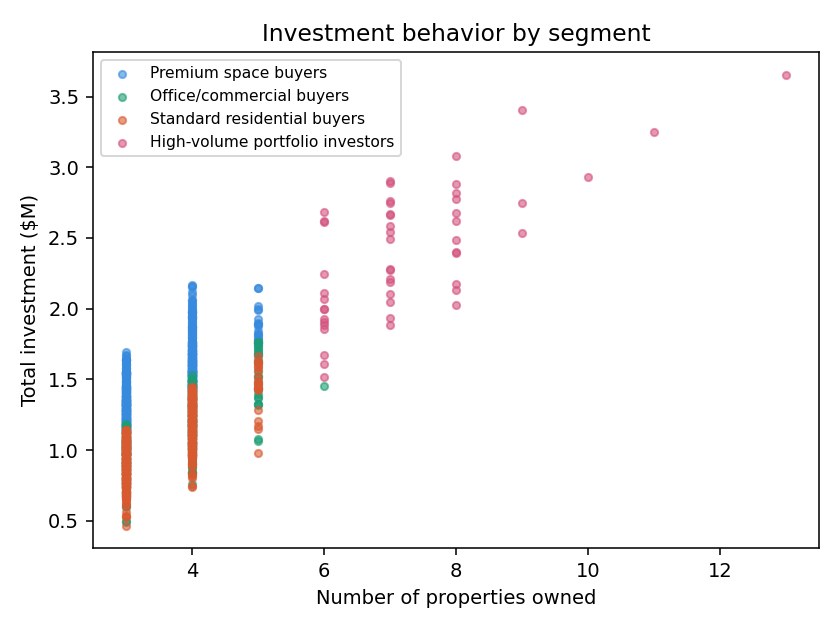 Investment behavior by segment
Premium space buyers
Office/commercial buyers
Standard residential buyers
High-volume portfolio investors
Total investment ($M)
3.5
3.0
2.5
2.0
1.5
1.0
0.5
4 6 8 10 12
Number of properties owned